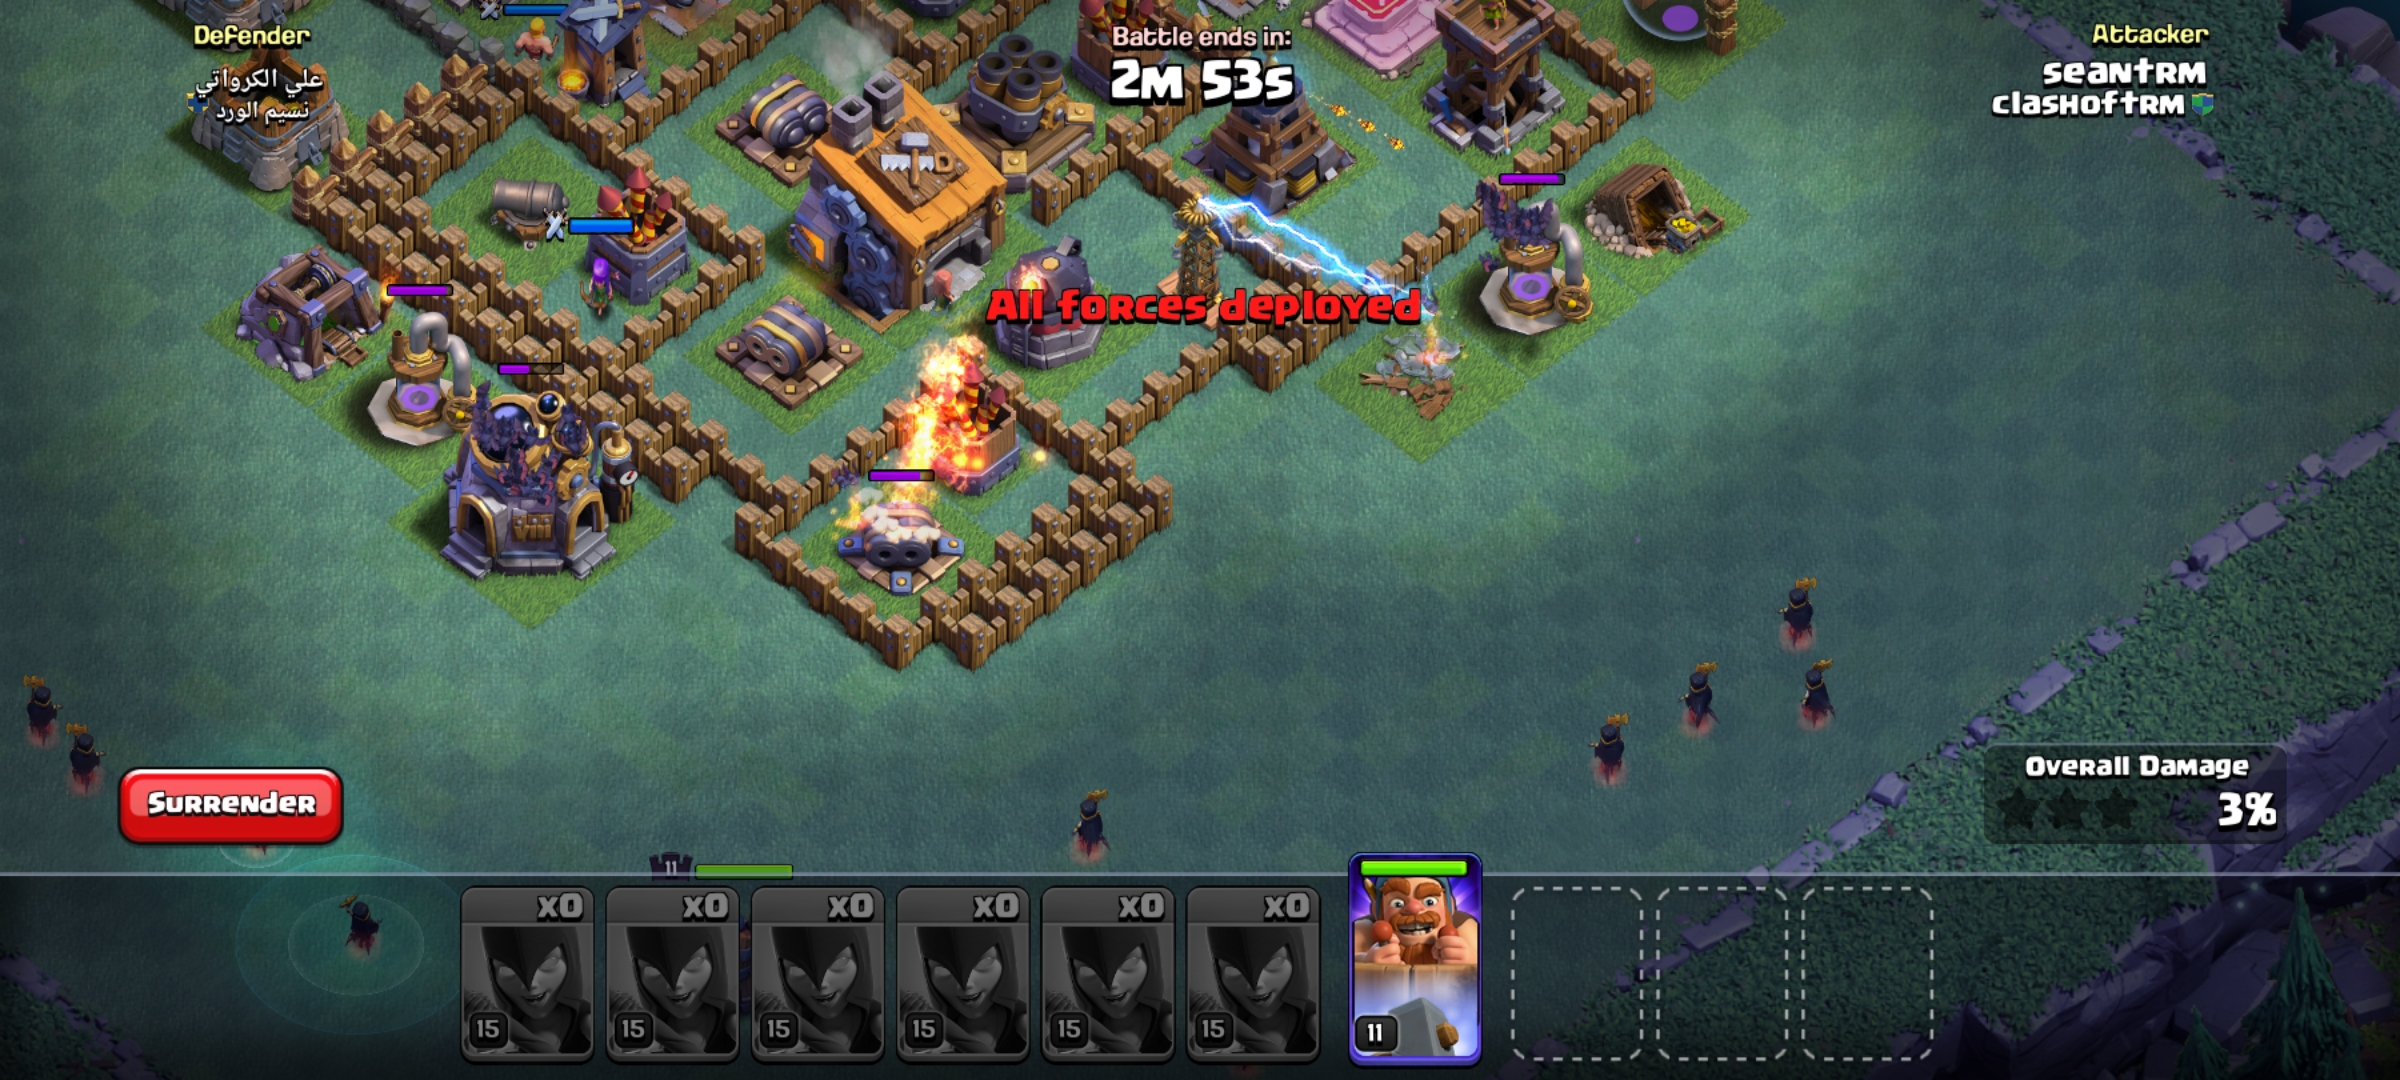 Defender
علي الكرواتي
نسيم الورد
Battle ends in:
2M 53s
Attacker
seantRM
clashoftRM
All forces deployed
VIII
Surrender
Overall Damage
3%
11
x0
x0
x0
x0
x0
x0
15
15
15
15
15
15
11